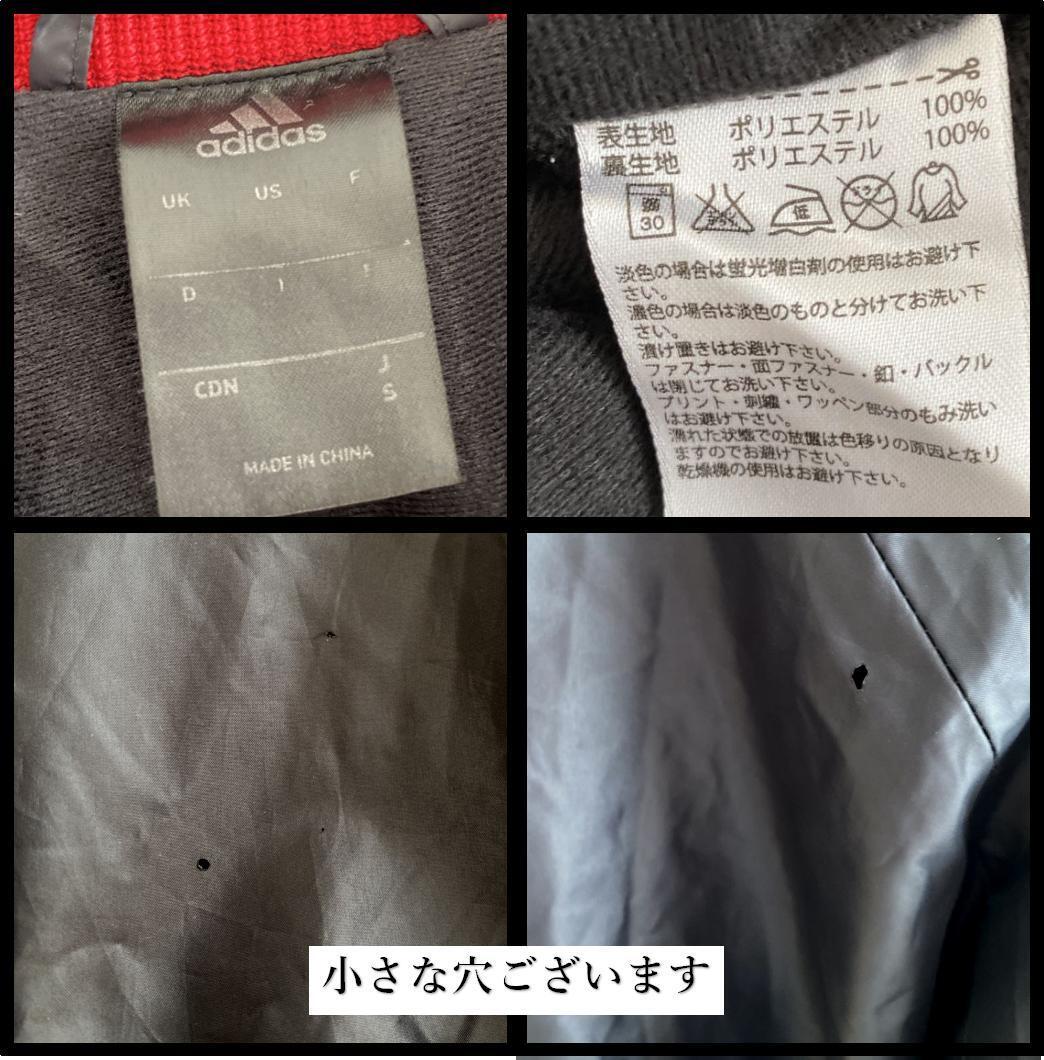 adidas
UK US F
D I
J
CDN S
MADE IN CHINA
表生地 ポリエステル 100%
裏生地 ポリエステル 100%
30 低
淡色の場合は蛍光増白剤の使用はお避け下
さい。
濃色の場合は淡色のものと分けてお洗い下
さい。
漬け置きはお避け下さい。
ファスナー・面ファスナー・釦・バックル
は閉じてお洗い下さい。
プリント・刺繍・ワッペン部分のもみ洗い
はお避け下さい。
濡れた状態での放置は色移りの原因となり
ますのでお避け下さい。
乾燥機の使用はお避け下さい。
小さな穴ございます